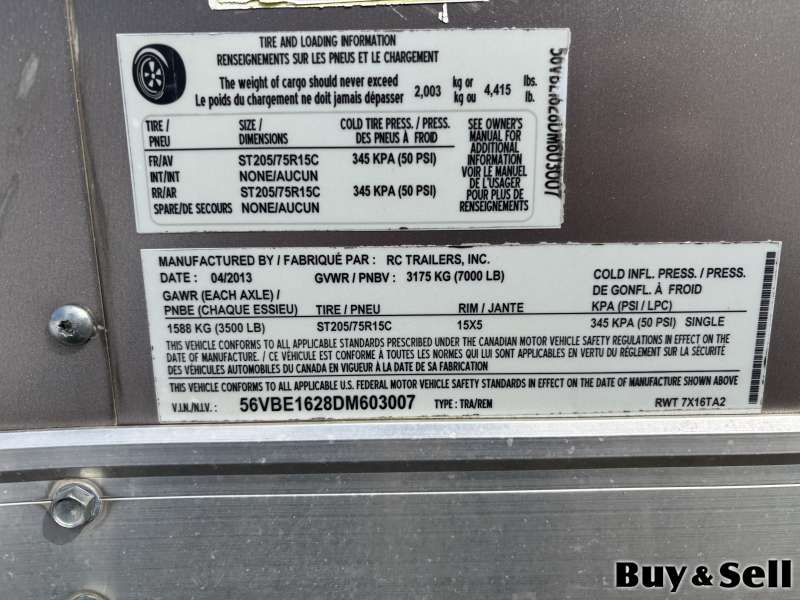 TIRE AND LOADING INFORMATION
RENSEIGNEMENTS SUR LES PNEUS ET LE CHARGEMENT
The weight of cargo should never exceed
Le poids du chargement ne doit jamais dépasser
2,003 kg or / kg ou 4,415 lbs. / lb.
TIRE / PNEU SIZE / DIMENSIONS COLD TIRE PRESS. / PRESS. DES PNEUS À FROID
FR/AV ST205/75R15C 345 KPA (50 PSI)
INT/INT NONE/AUCUN
RR/AR ST205/75R15C 345 KPA (50 PSI)
SPARE/DE SECOURS NONE/AUCUN
SEE OWNER'S
MANUAL FOR
ADDITIONAL
INFORMATION
VOIR LE MANUEL
DE L'USAGER
POUR PLUS DE
RENSEIGNEMENTS
56VBE1628DM603007
MANUFACTURED BY / FABRIQUÉ PAR : RC TRAILERS, INC.
DATE : 04/2013 GVWR / PNBV : 3175 KG (7000 LB)
GAWR (EACH AXLE) /
PNBE (CHAQUE ESSIEU) TIRE / PNEU RIM / JANTE
COLD INFL. PRESS. / PRESS.
DE GONFL. À FROID
KPA (PSI / LPC)
1588 KG (3500 LB) ST205/75R15C 15X5 345 KPA (50 PSI) SINGLE
THIS VEHICLE CONFORMS TO ALL APPLICABLE STANDARDS PRESCRIBED UNDER THE CANADIAN MOTOR VEHICLE SAFETY REGULATIONS IN EFFECT ON THE
DATE OF MANUFACTURE. / CE VÉHICULE EST CONFORME À TOUTES LES NORMES QUI LUI SONT APPLICABLES EN VERTU DU RÉGLEMENT SUR LA SÉCURITÉ
DES VÉHICULES AUTOMOBILES DU CANADA EN VIGUEUR À LA DATE DE SA FABRICATION
THIS VEHICLE CONFORMS TO ALL APPLICABLE U.S. FEDERAL MOTOR VEHICLE SAFETY STANDARDS IN EFFECT ON THE DATE OF MANUFACTURE SHOWN ABOVE
V.I.N./N.I.V.: 56VBE1628DM603007 TYPE : TRA/REM RWT 7X16TA2
Buy & Sell